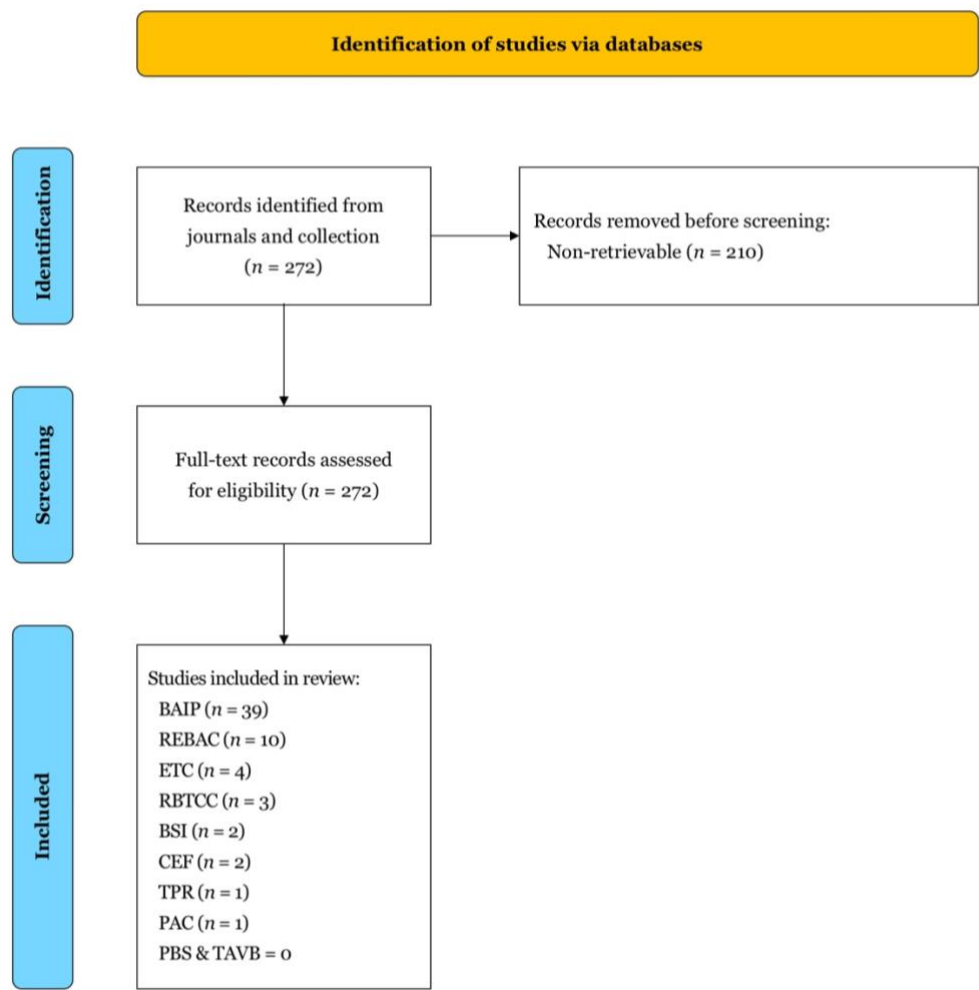 Identification of studies via databases
Identification
Records identified from
journals and collection
(n = 272)
Records removed before screening:
Non-retrievable (n = 210)
Screening
Full-text records assessed
for eligibility (n = 272)
Included
Studies included in review:
BAIP (n = 39)
REBAC (n = 10)
ETC (n = 4)
RBTCC (n = 3)
BSI (n = 2)
CEF (n = 2)
TPR (n = 1)
PAC (n = 1)
PBS & TAVB = 0